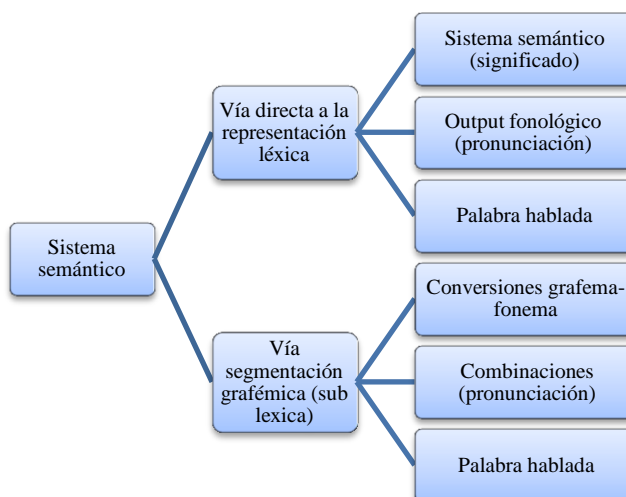 Sistema semántico
(significado)
Vía directa a la
representación
léxica
Output fonológico
(pronunciación)
Palabra hablada
Sistema
semántico
Conversiones grafema-
fonema
Vía
segmentación
grafémica (sub
lexica)
Combinaciones
(pronunciación)
Palabra hablada